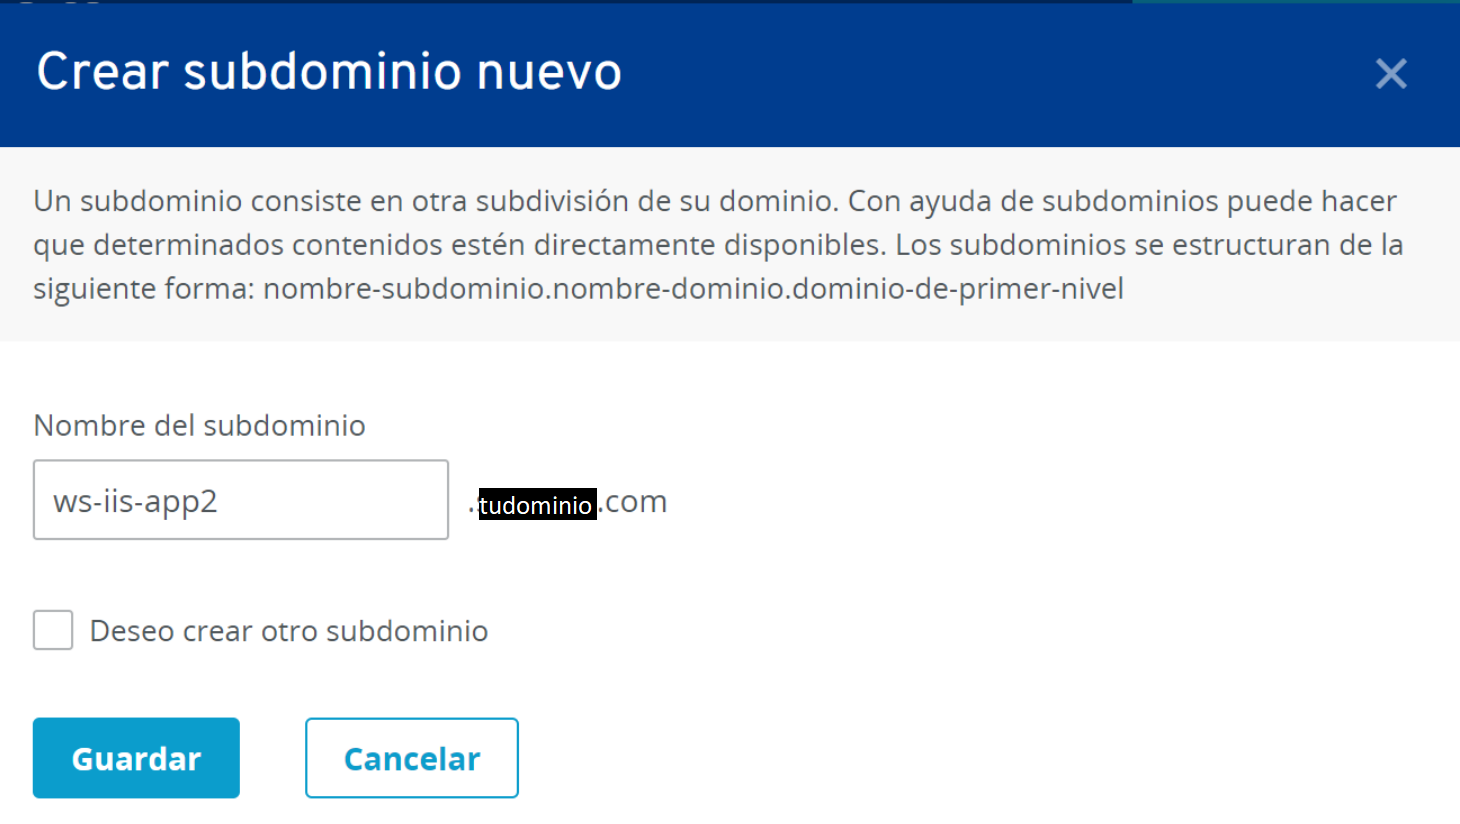 Crear subdominio nuevo
Un subdominio consiste en otra subdivisión de su dominio. Con ayuda de subdominios puede hacer
que determinados contenidos estén directamente disponibles. Los subdominios se estructuran de la
siguiente forma: nombre-subdominio.nombre-dominio.dominio-de-primer-nivel
Nombre del subdominio
ws-iis-app2 .tudominio.com
Deseo crear otro subdominio
Guardar Cancelar